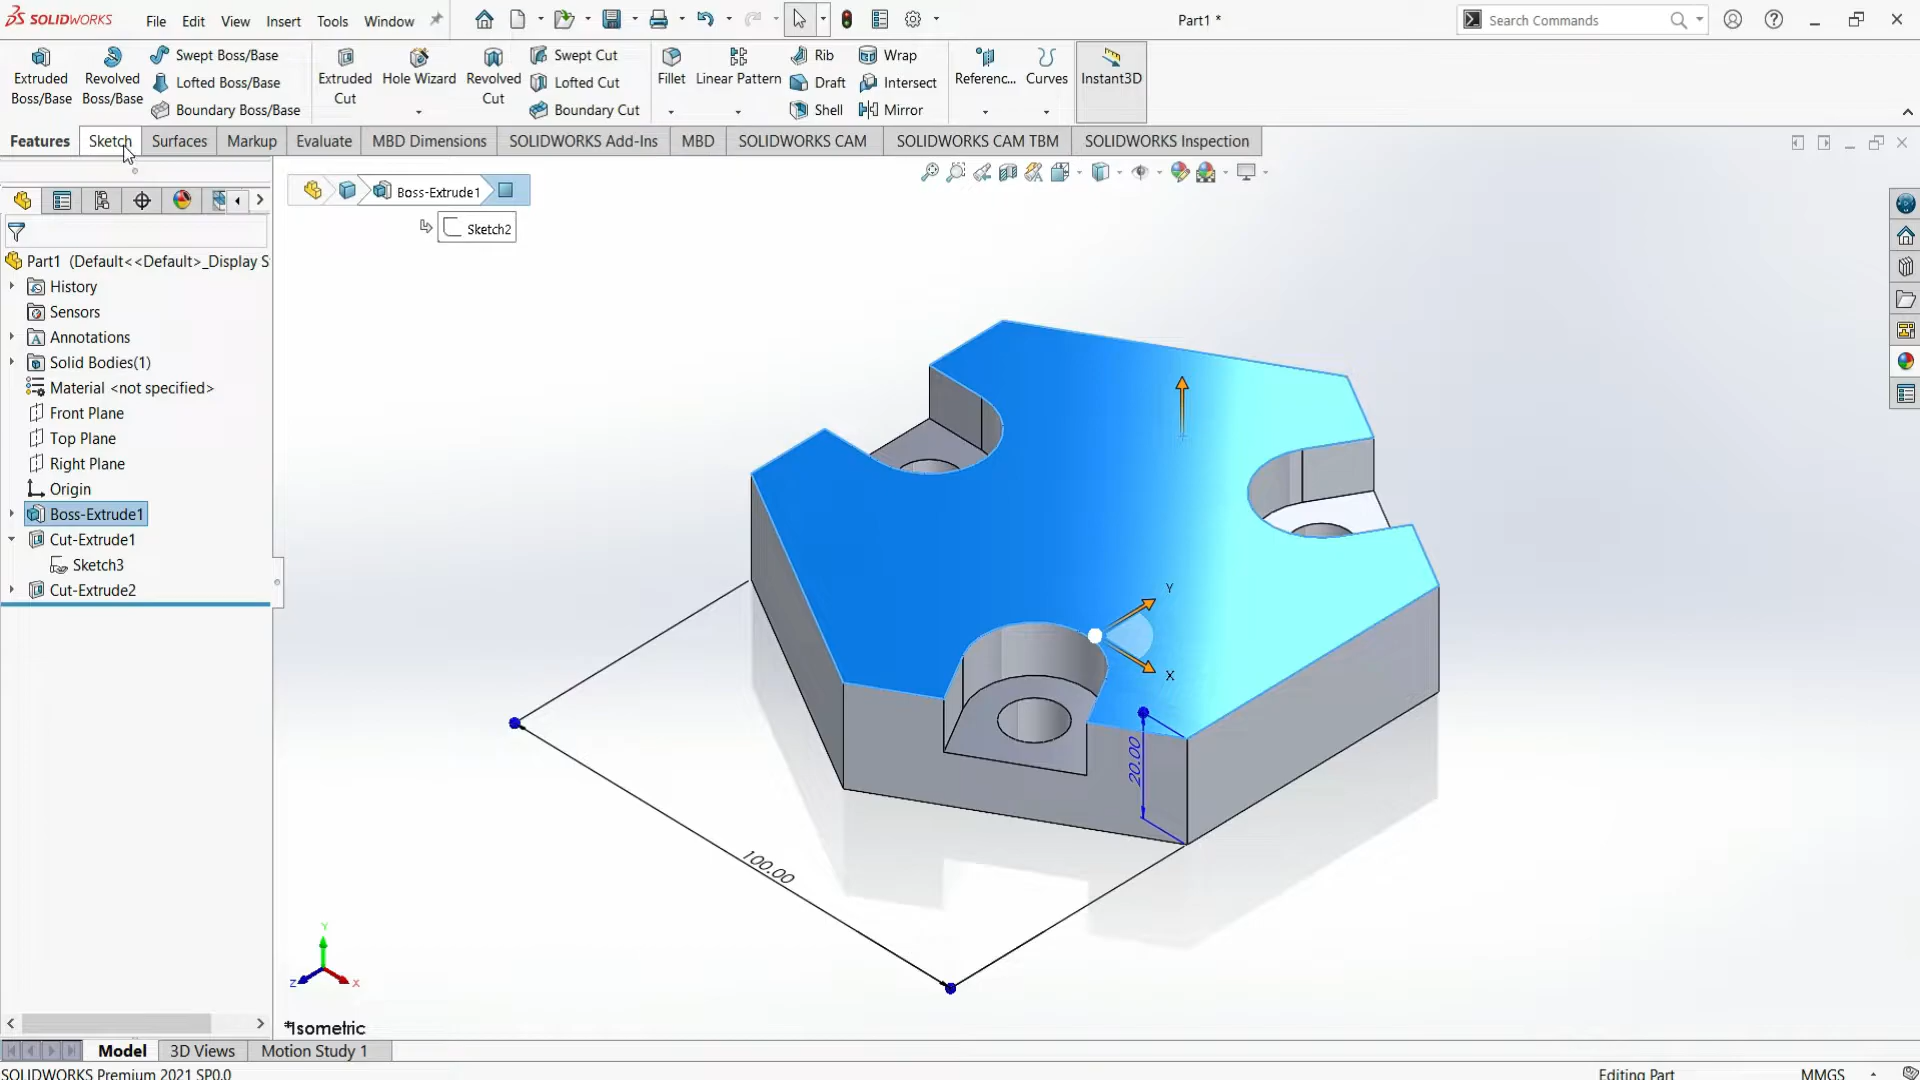 SOLIDWORKS File Edit View Insert Tools Window Part1 * Search Commands
Extruded Boss/Base
Revolved Boss/Base
Swept Boss/Base
Lofted Boss/Base
Boundary Boss/Base
Extruded Cut
Hole Wizard
Revolved Cut
Swept Cut
Lofted Cut
Boundary Cut
Fillet
Linear Pattern
Rib
Draft
Shell
Wrap
Intersect
Mirror
Referenc...
Curves
Instant3D
Features Sketch Surfaces Markup Evaluate MBD Dimensions SOLIDWORKS Add-Ins MBD SOLIDWORKS CAM SOLIDWORKS CAM TBM SOLIDWORKS Inspection
Boss-Extrude1
Sketch2
Part1 (Default<<Default>_Display S
History
Sensors
Annotations
Solid Bodies(1)
Material <not specified>
Front Plane
Top Plane
Right Plane
Origin
Boss-Extrude1
Cut-Extrude1
Sketch3
Cut-Extrude2
Y
X
20.00
100.00
Y
Z
X
*Isometric
Model 3D Views Motion Study 1
SOLIDWORKS Premium 2021 SP0.0 Editing Part MMGS